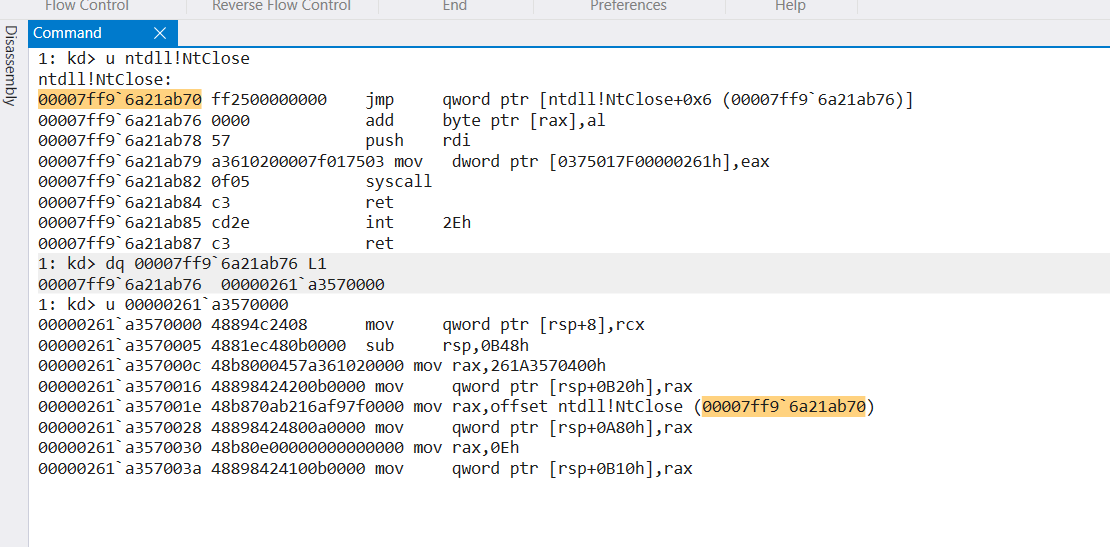 Flow Control Reverse Flow Control End Preferences Help
Disassembly
Command
1: kd> u ntdll!NtClose
ntdll!NtClose:
00007ff9`6a21ab70 ff2500000000    jmp     qword ptr [ntdll!NtClose+0x6 (00007ff9`6a21ab76)]
00007ff9`6a21ab76 0000            add     byte ptr [rax],al
00007ff9`6a21ab78 57              push    rdi
00007ff9`6a21ab79 a3610200007f017503 mov   dword ptr [0375017F00000261h],eax
00007ff9`6a21ab82 0f05            syscall
00007ff9`6a21ab84 c3              ret
00007ff9`6a21ab85 cd2e            int     2Eh
00007ff9`6a21ab87 c3              ret
1: kd> dq 00007ff9`6a21ab76 L1
00007ff9`6a21ab76  00000261`a3570000
1: kd> u 00000261`a3570000
00000261`a3570000 48894c2408      mov     qword ptr [rsp+8],rcx
00000261`a3570005 4881ec480b0000  sub     rsp,0B48h
00000261`a357000c 48b8000457a361020000 mov rax,261A3570400h
00000261`a3570016 48898424200b0000 mov     qword ptr [rsp+0B20h],rax
00000261`a357001e 48b870ab216af97f0000 mov rax,offset ntdll!NtClose (00007ff9`6a21ab70)
00000261`a3570028 48898424800a0000 mov     qword ptr [rsp+0A80h],rax
00000261`a3570030 48b80e00000000000000 mov rax,0Eh
00000261`a357003a 48898424100b0000 mov     qword ptr [rsp+0B10h],rax